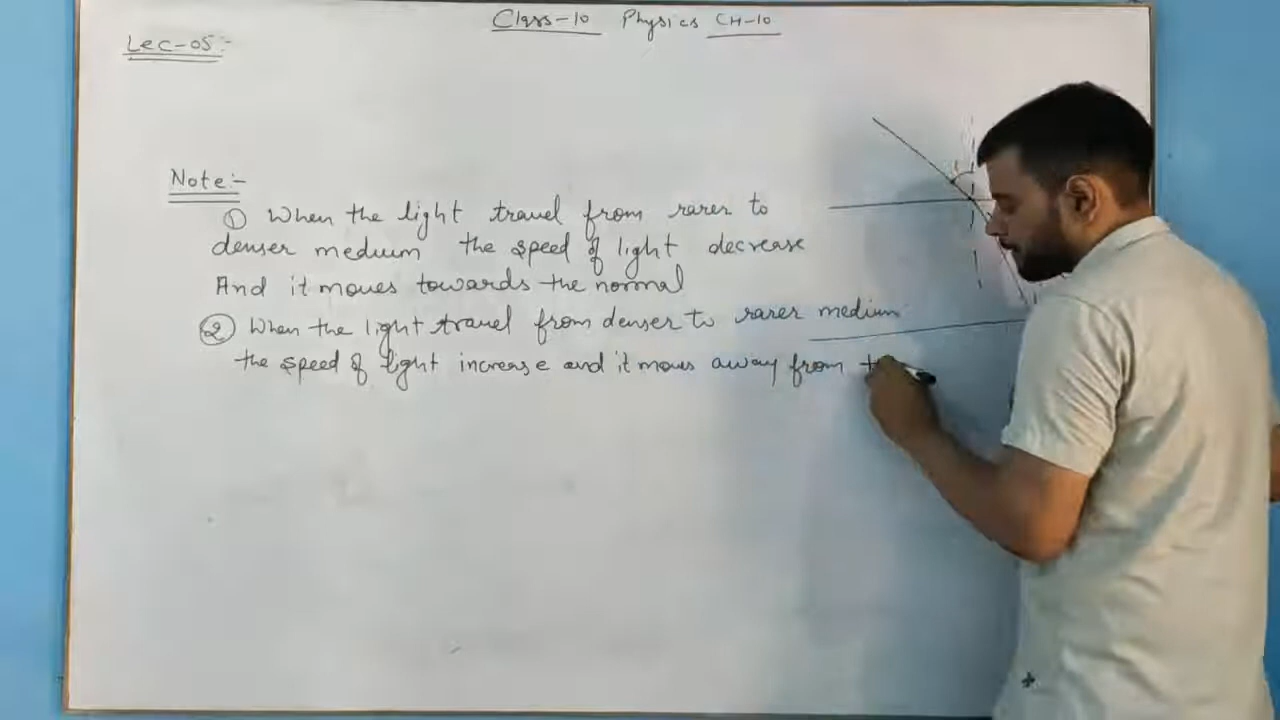 Class-10 Physics CH-10
Lec-05:-
Note:-
① When the light travel from rarer to
denser medium the speed of light decrease
And it moves towards the normal
② When the light travel from denser to rarer medium
the speed of light increase and it moves away from